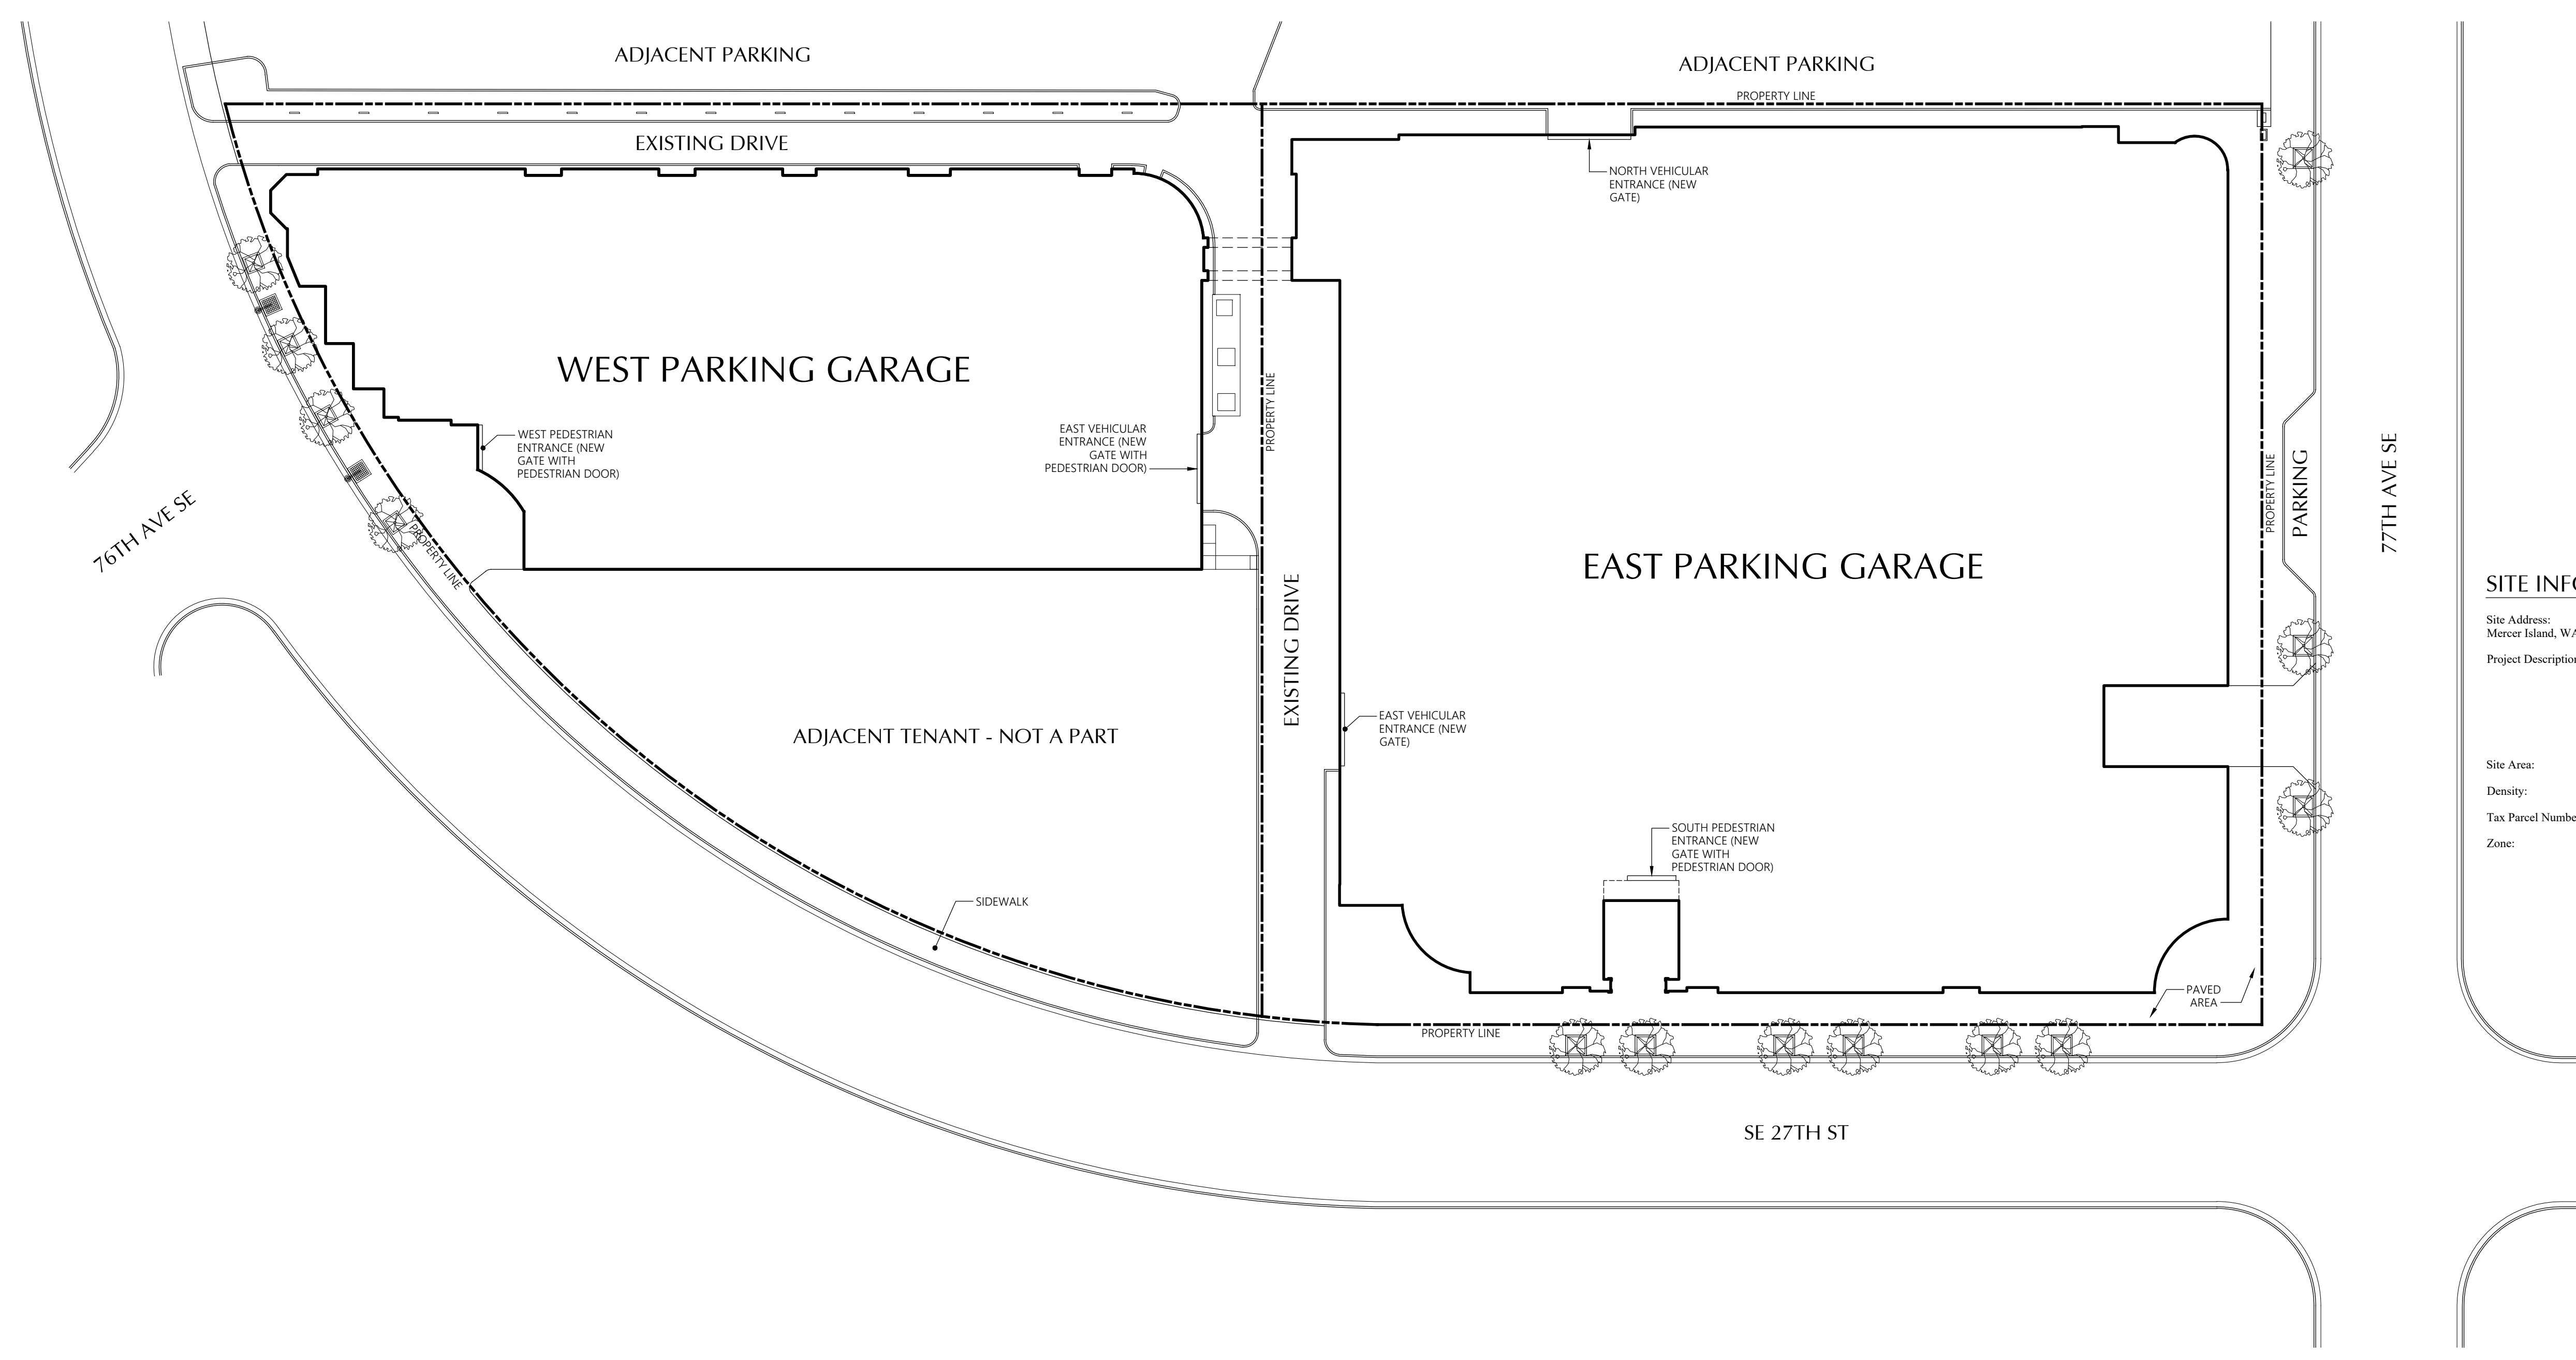 ADJACENT PARKING
ADJACENT PARKING
PROPERTY LINE
EXISTING DRIVE
NORTH VEHICULAR
ENTRANCE (NEW
GATE)
WEST PARKING GARAGE
PROPERTY LINE
WEST PEDESTRIAN
ENTRANCE (NEW
GATE WITH
PEDESTRIAN DOOR)
EAST VEHICULAR
ENTRANCE (NEW
GATE WITH
PEDESTRIAN DOOR)
PROPERTY LINE
PARKING
77TH AVE SE
76TH AVE SE
PROPERTY LINE
EAST PARKING GARAGE
EXISTING DRIVE
SITE INFO
Site Address:
Mercer Island, WA
Project Description
EAST VEHICULAR
ENTRANCE (NEW
GATE)
ADJACENT TENANT - NOT A PART
Site Area:
Density:
Tax Parcel Numbe
Zone:
SOUTH PEDESTRIAN
ENTRANCE (NEW
GATE WITH
PEDESTRIAN DOOR)
SIDEWALK
PAVED
AREA
PROPERTY LINE
SE 27TH ST